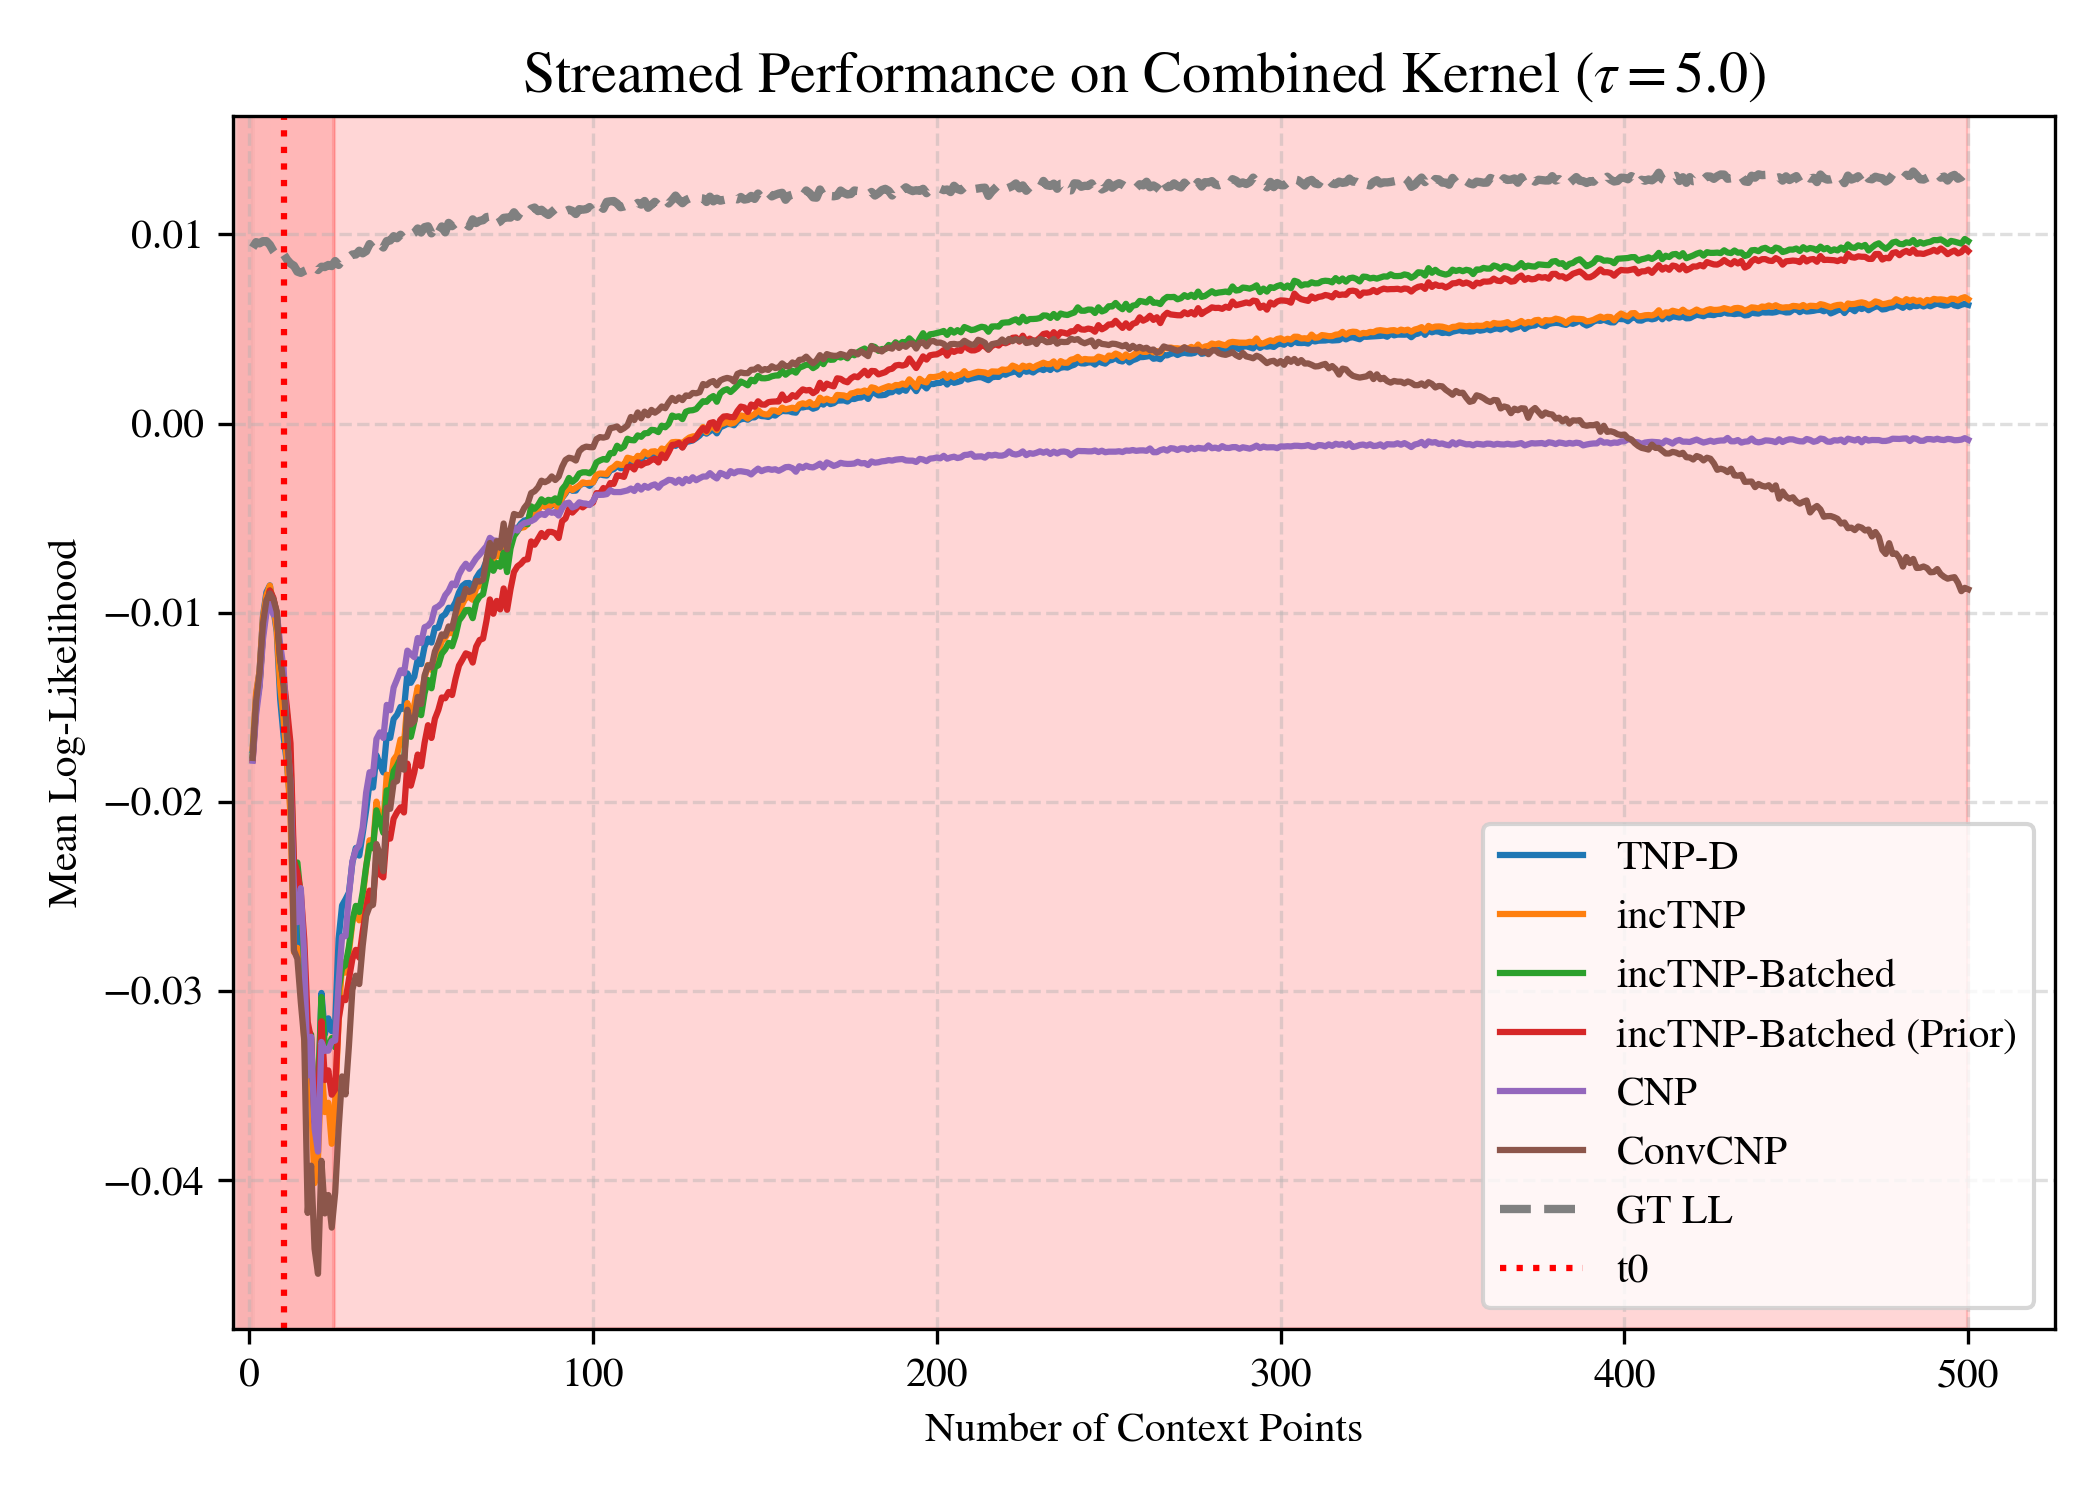 Streamed Performance on Combined Kernel (τ = 5.0)
Mean Log-Likelihood
0.01
0.00
−0.01
−0.02
−0.03
−0.04
TNP-D
incTNP
incTNP-Batched
incTNP-Batched (Prior)
CNP
ConvCNP
GT LL
t0
0 100 200 300 400 500
Number of Context Points